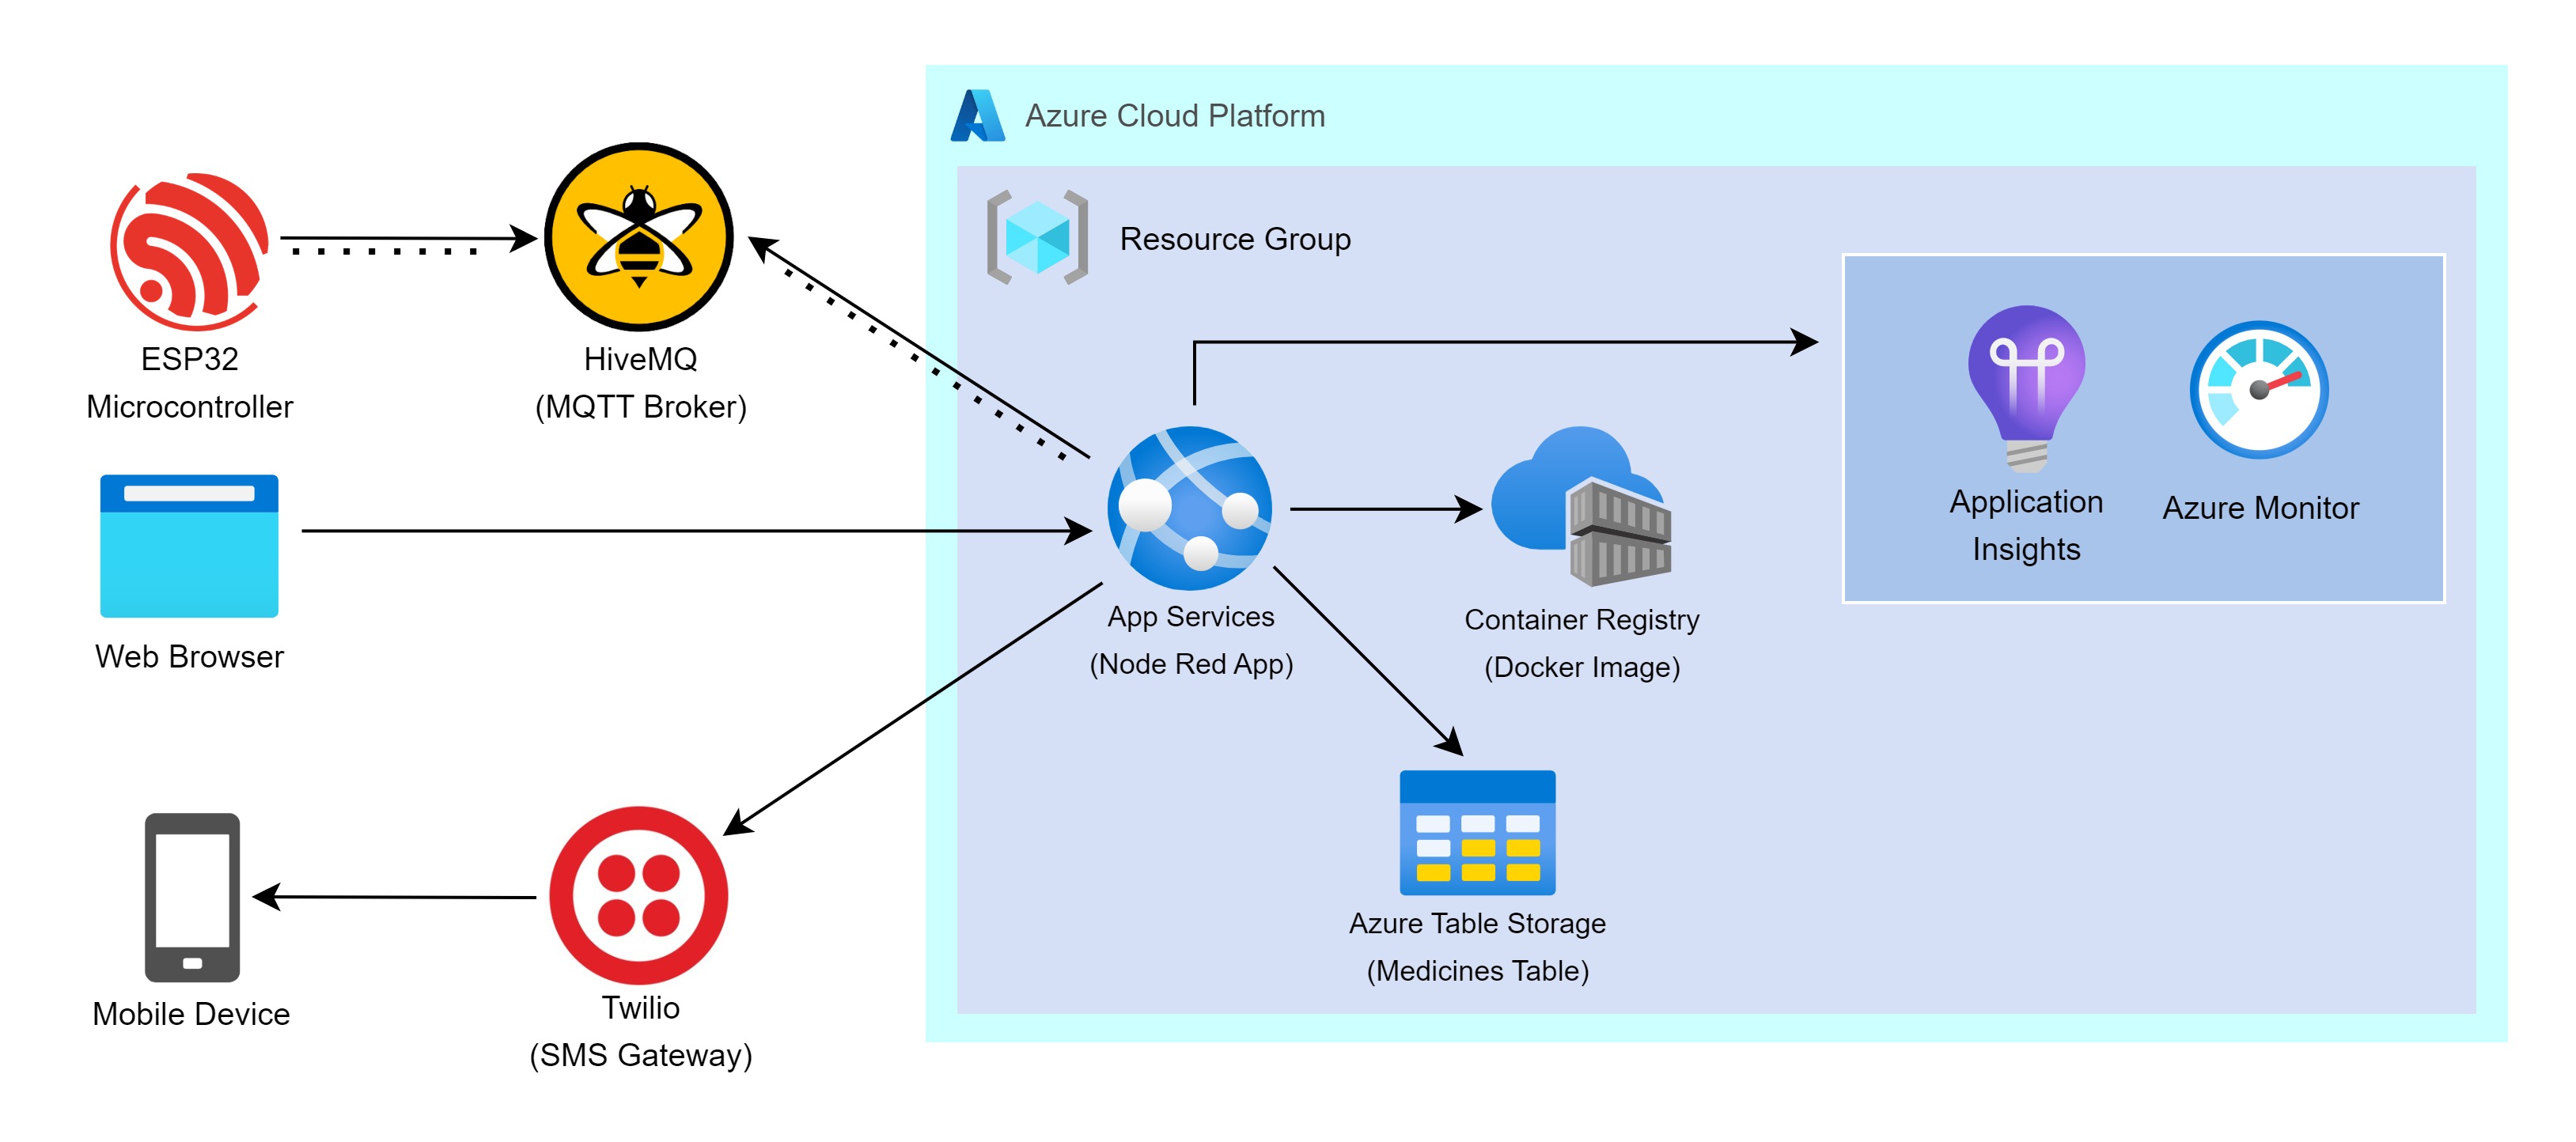 Azure Cloud Platform
Resource Group
ESP32
Microcontroller
HiveMQ
(MQTT Broker)
Application
Insights
Azure Monitor
Web Browser
App Services
(Node Red App)
Container Registry
(Docker Image)
Azure Table Storage
(Medicines Table)
Mobile Device
Twilio
(SMS Gateway)